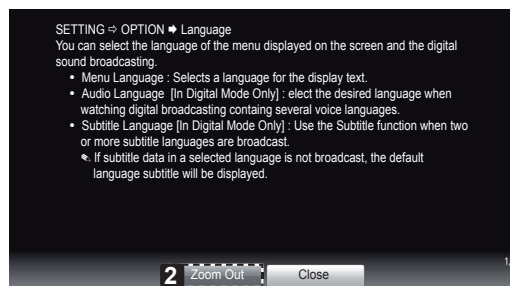 SETTING ⇨ OPTION ➡ Language
You can select the language of the menu displayed on the screen and the digital
sound broadcasting.
• Menu Language : Selects a language for the display text.
• Audio Language [In Digital Mode Only] : elect the desired language when
watching digital broadcasting containg several voice languages.
• Subtitle Language [In Digital Mode Only] : Use the Subtitle function when two
or more subtitle languages are broadcast.
✎. If subtitle data in a selected language is not broadcast, the default
language subtitle will be displayed.
1/
2 Zoom Out Close